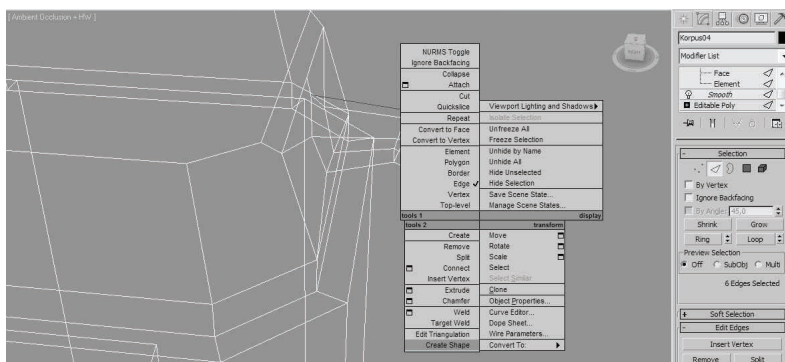 [ Ambient Occlusion + HW ]
NURMS Toggle
Ignore Backfacing
Collapse
Attach
Cut
Quickslice
Repeat
Convert to Face
Convert to Vertex
Element
Polygon
Border
Edge
Vertex
Top-level
tools 1
Viewport Lighting and Shadows
Isolate Selection
Unfreeze All
Freeze Selection
Unhide by Name
Unhide All
Hide Unselected
Hide Selection
Save Scene State...
Manage Scene States...
display
tools 2
Create
Remove
Split
Connect
Insert Vertex
Extrude
Chamfer
Weld
Target Weld
Edit Triangulation
Create Shape
transform
Move
Rotate
Scale
Select
Select Similar
Clone
Object Properties...
Curve Editor...
Dope Sheet...
Wire Parameters...
Convert To:
Korpus04
Modifier List
Face
Element
Smooth
Editable Poly
- Selection
By Vertex
Ignore Backfacing
By Angle: 45,0
Shrink Grow
Ring Loop
Preview Selection
Off SubObj Multi
6 Edges Selected
+ Soft Selection
- Edit Edges
Insert Vertex
Remove Split